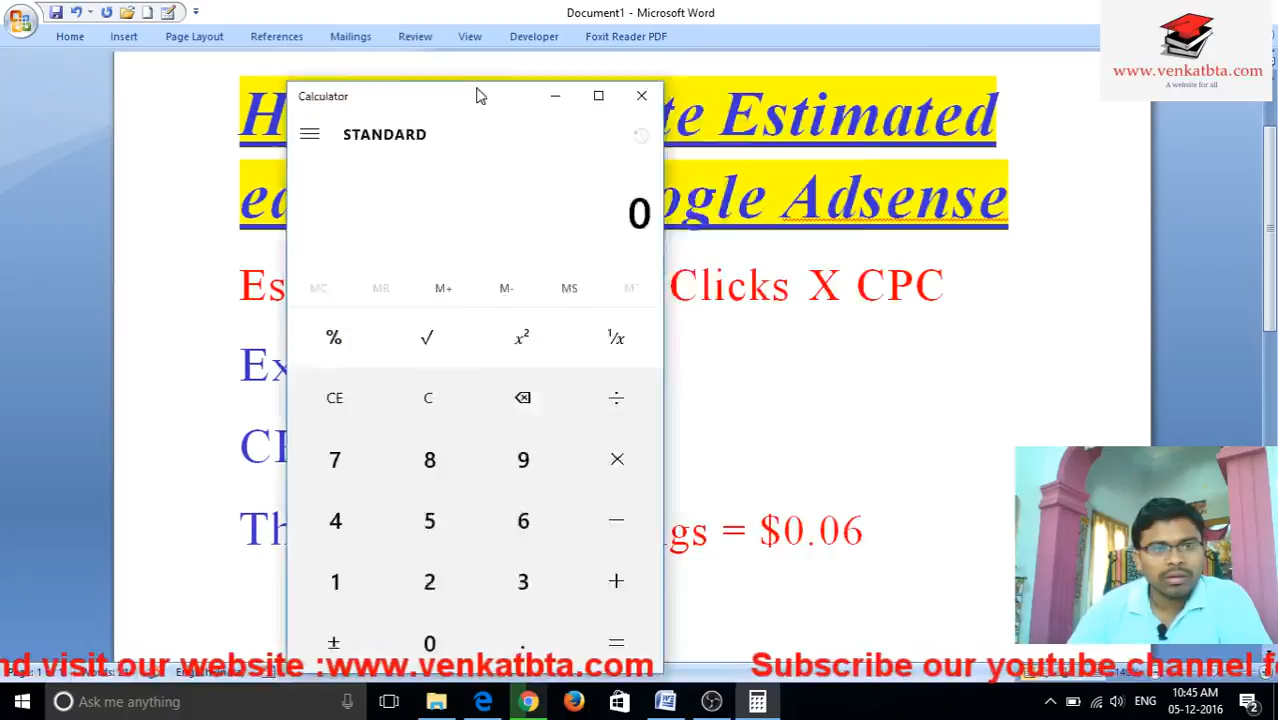 Document1 - Microsoft Word
Home Insert Page Layout References Mailings Review View Developer Foxit Reader PDF
www.venkatbta.com
A website for all
Calculator
STANDARD
0
MC MR M+ M- MS
% √ x² ¹/x
CE C ÷
7 8 9 ×
4 5 6 −
1 2 3 +
± 0 . =
te Estimated
ogle Adsense
Es Clicks X CPC
Ex
Th gs = $0.06
nd visit our website :www.venkatbta.com Subscribe our youtube channel f
Ask me anything
ENG
10:45 AM
05-12-2016
2